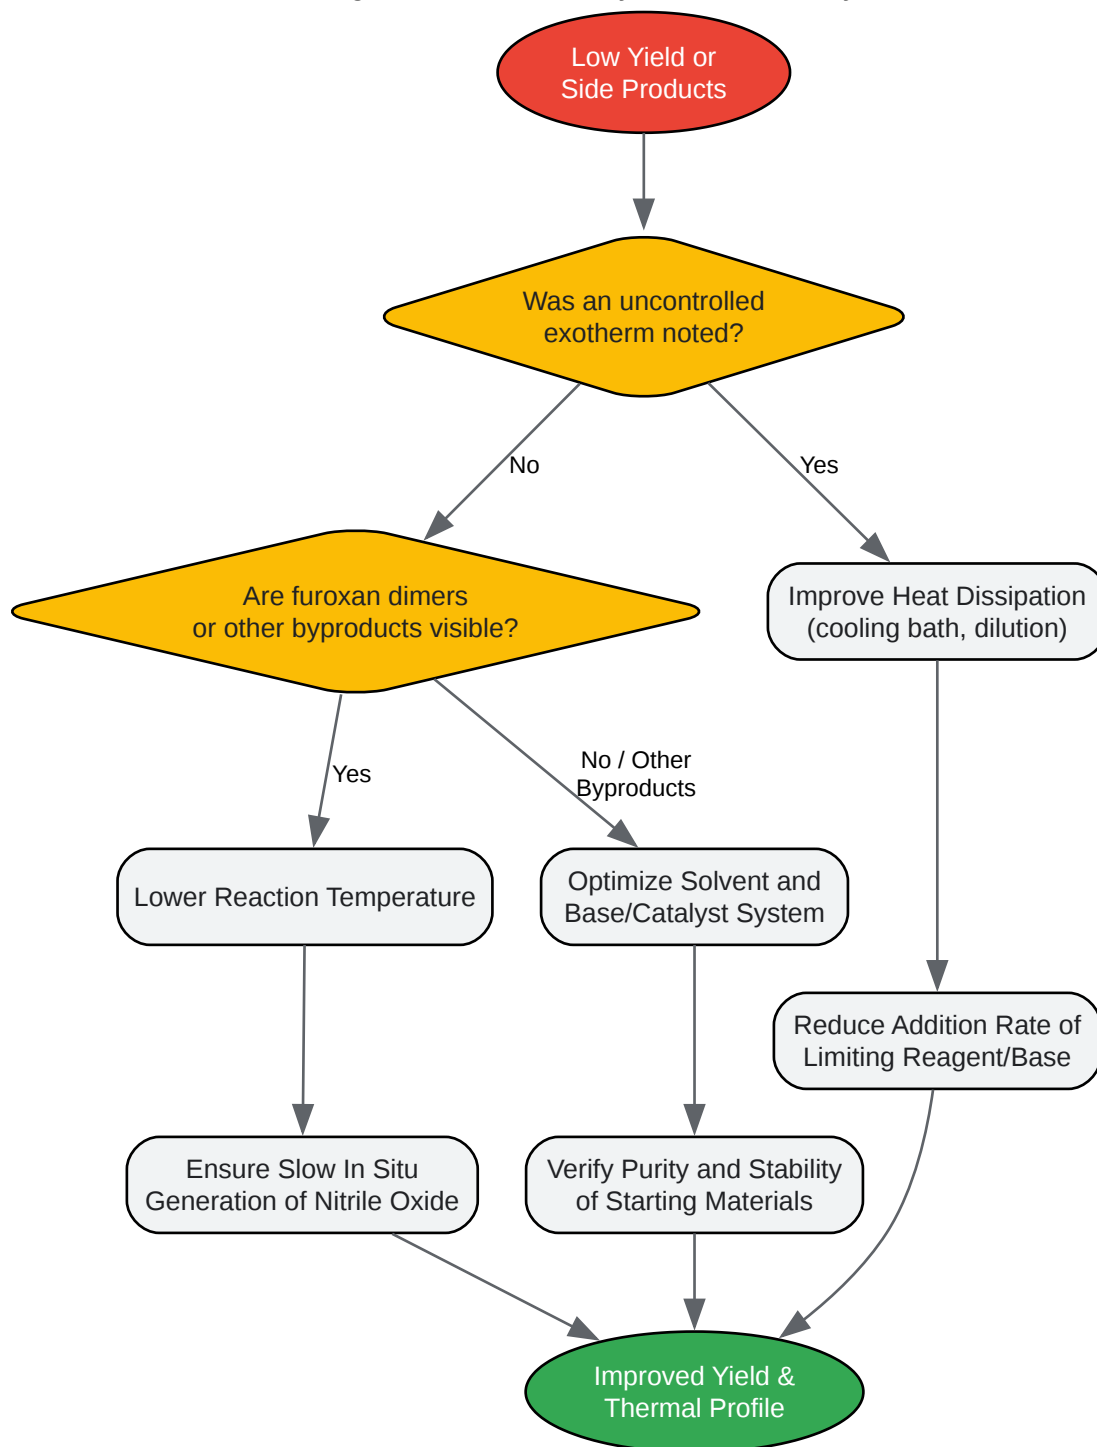 Low Yield or
Side Products
Was an uncontrolled
exotherm noted?
No
Yes
Are furoxan dimers
or other byproducts visible?
Improve Heat Dissipation
(cooling bath, dilution)
Yes
No / Other
Byproducts
Lower Reaction Temperature
Optimize Solvent and
Base/Catalyst System
Reduce Addition Rate of
Limiting Reagent/Base
Ensure Slow In Situ
Generation of Nitrile Oxide
Verify Purity and Stability
of Starting Materials
Improved Yield &
Thermal Profile